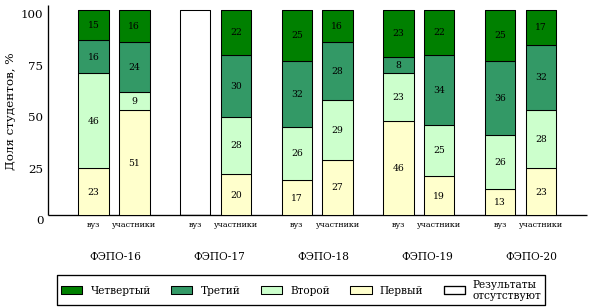 Доля студентов, %
100
75
50
25
0
15 16 22 25 16 23 22 25 17
16 24 30 32 28 8 34 36 32
46 9 28 26 29 23 25 26 28
23 51 20 17 27 46 19 13 23
вуз участники вуз участники вуз участники вуз участники вуз участники
ФЭПО-16 ФЭПО-17 ФЭПО-18 ФЭПО-19 ФЭПО-20
Четвертый Третий Второй Первый Результаты
отсутствуют